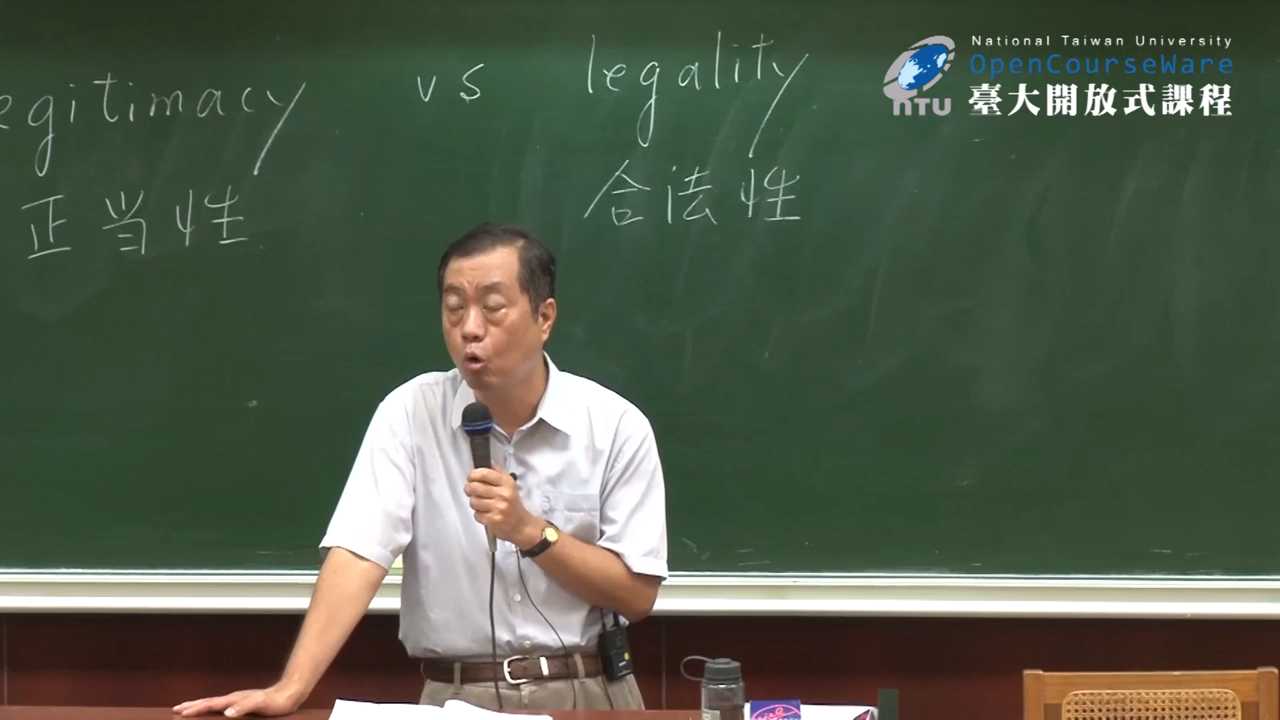 egitimacy vs legality
正当性 合法性
National Taiwan University
OpenCourseWare
臺大開放式課程
NTU